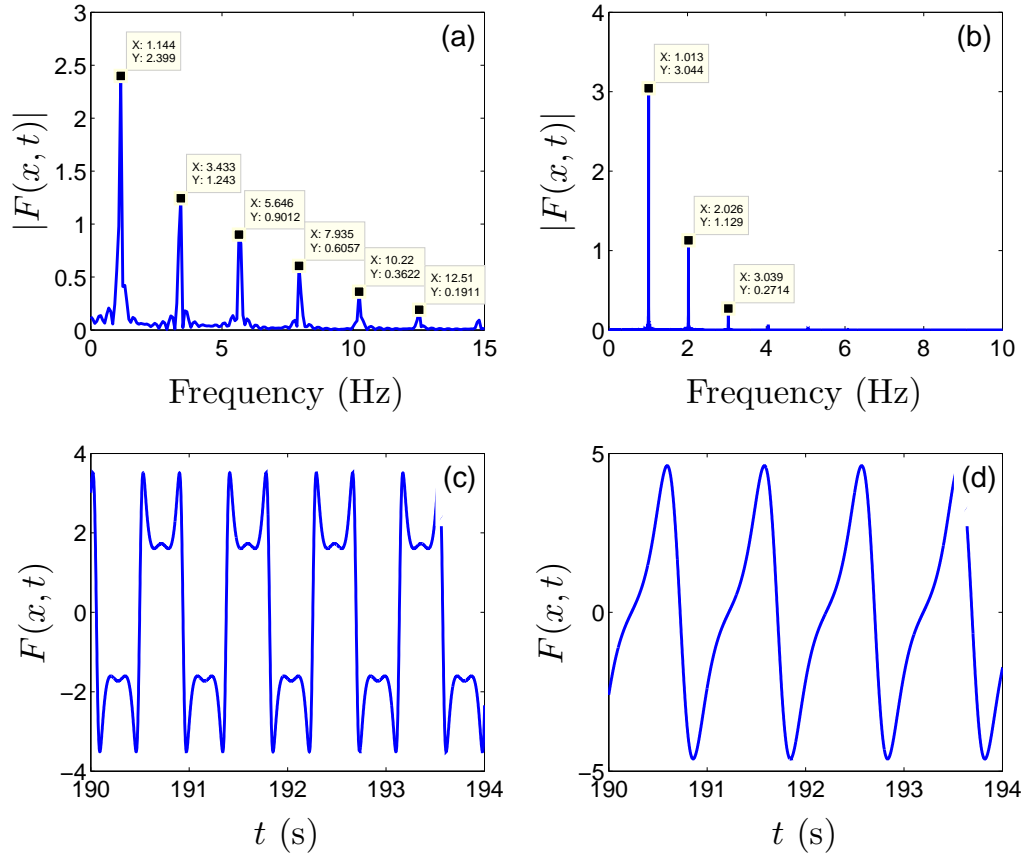 (a)
3
2.5
2
1.5
1
0.5
0
|F(x, t)|
X: 1.144
Y: 2.399
X: 3.433
Y: 1.243
X: 5.646
Y: 0.9012
X: 7.935
Y: 0.6057
X: 10.22
Y: 0.3622
X: 12.51
Y: 0.1911
0 5 10 15
Frequency (Hz)
(b)
4
3
2
1
0
|F(x, t)|
X: 1.013
Y: 3.044
X: 2.026
Y: 1.129
X: 3.039
Y: 0.2714
0 2 4 6 8 10
Frequency (Hz)
(c)
4
2
0
−2
−4
F(x, t)
190 191 192 193 194
t (s)
(d)
5
0
−5
F(x, t)
190 191 192 193 194
t (s)